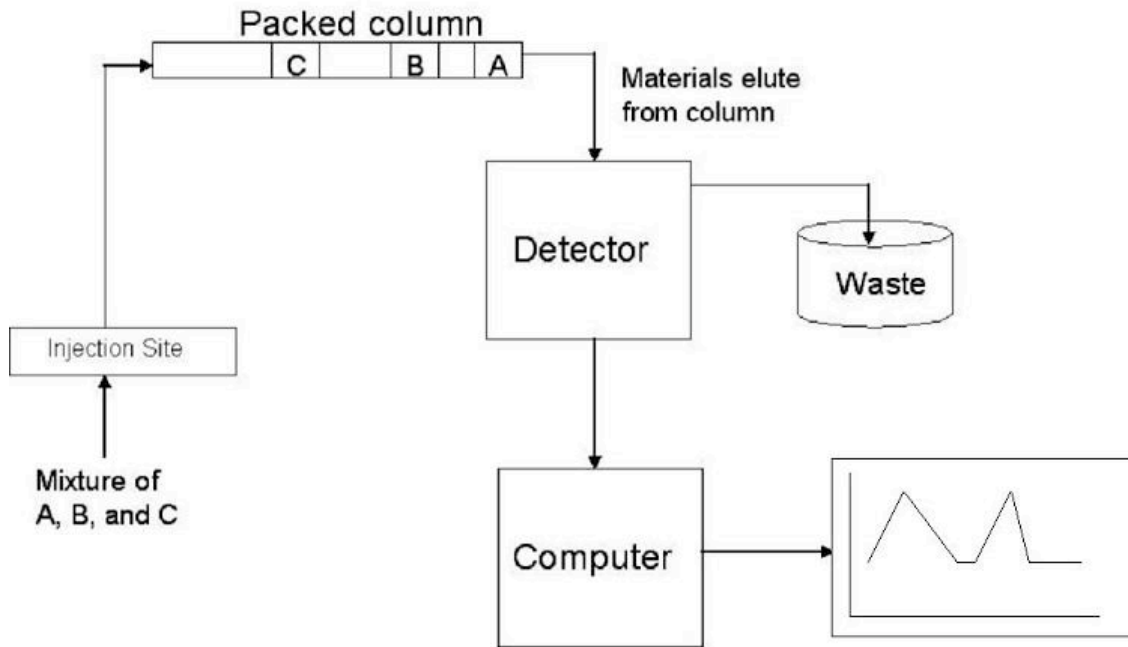 Packed column
C B A
Materials elute
from column
Detector
Waste
Injection Site
Mixture of
A, B, and C
Computer